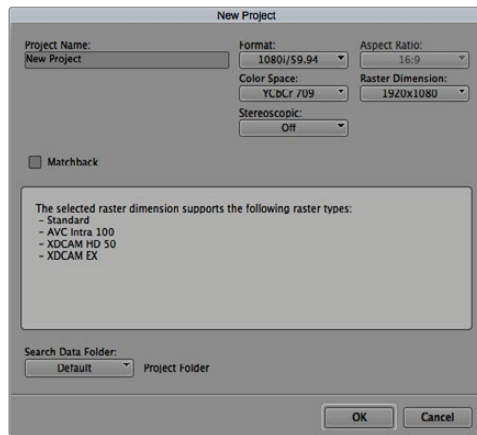 New Project
Project Name:
New Project
Format:
1080i/59.94
Aspect Ratio:
16:9
Color Space:
YCbCr 709
Raster Dimension:
1920x1080
Stereoscopic:
Off
Matchback
The selected raster dimension supports the following raster types:
- Standard
- AVC Intra 100
- XDCAM HD 50
- XDCAM EX
Search Data Folder:
Default
Project Folder
OK
Cancel